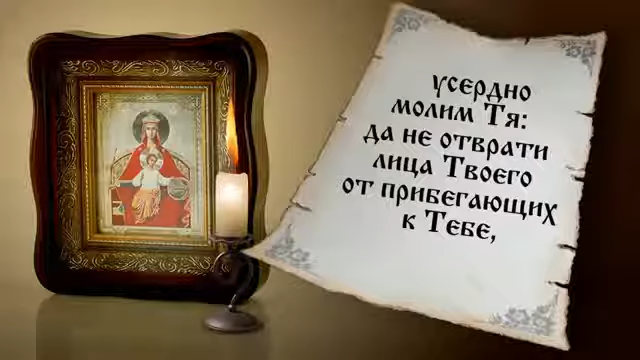 усердно
молим Тя:
да не отврати
лица Твоего
от прибегающих
к Тебе,